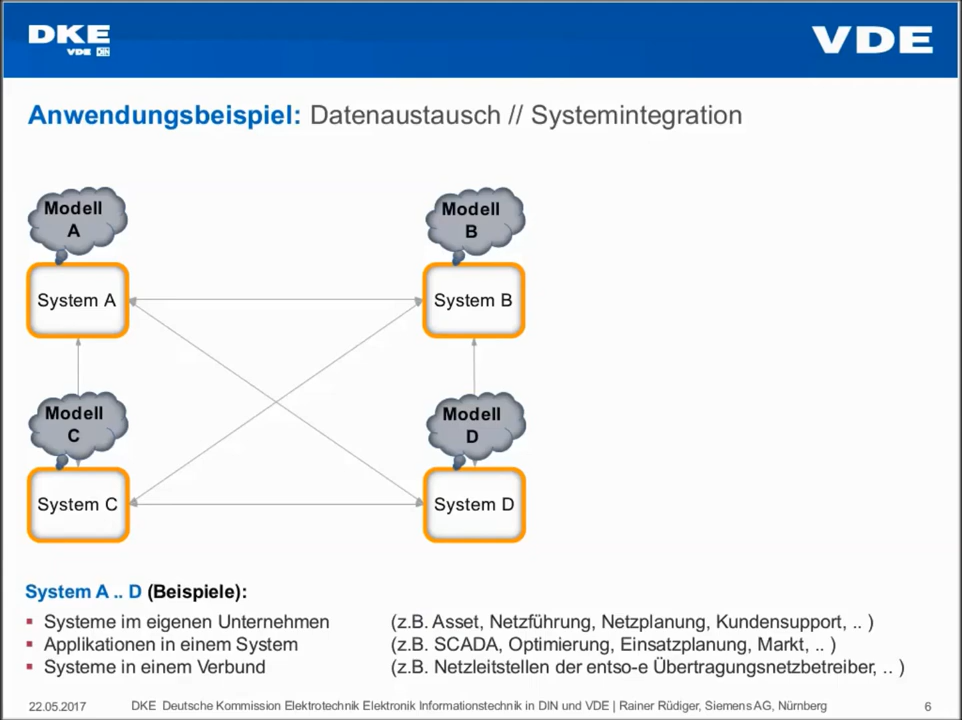 DKE
VDE DIN
VDE
Anwendungsbeispiel: Datenaustausch // Systemintegration
Modell
A
Modell
B
System A
System B
Modell
C
Modell
D
System C
System D
System A .. D (Beispiele):
▪ Systeme im eigenen Unternehmen (z.B. Asset, Netzführung, Netzplanung, Kundensupport, .. )
▪ Applikationen in einem System (z.B. SCADA, Optimierung, Einsatzplanung, Markt, .. )
▪ Systeme in einem Verbund (z.B. Netzleitstellen der entso-e Übertragungsnetzbetreiber, .. )
22.05.2017 DKE Deutsche Kommission Elektrotechnik Elektronik Informationstechnik in DIN und VDE | Rainer Rüdiger, Siemens AG, Nürnberg 6